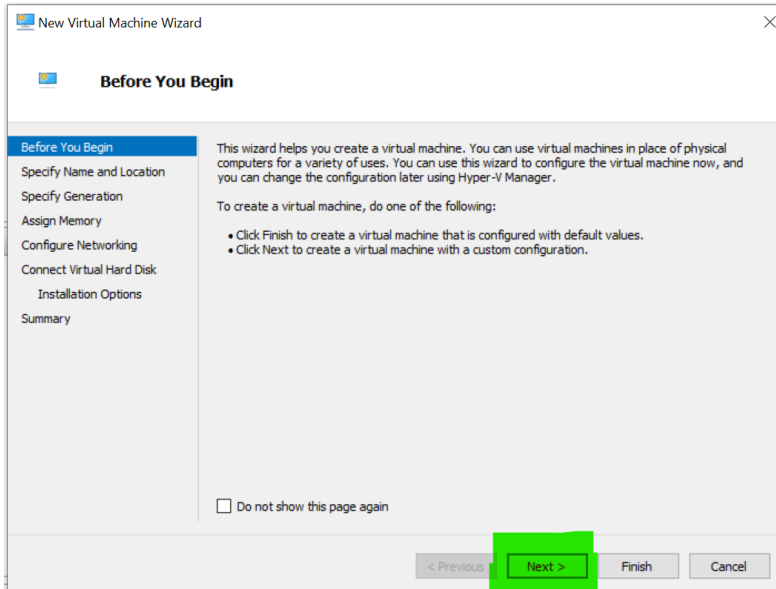 New Virtual Machine Wizard
Before You Begin
Before You Begin
Specify Name and Location
Specify Generation
Assign Memory
Configure Networking
Connect Virtual Hard Disk
Installation Options
Summary
This wizard helps you create a virtual machine. You can use virtual machines in place of physical
computers for a variety of uses. You can use this wizard to configure the virtual machine now, and
you can change the configuration later using Hyper-V Manager.
To create a virtual machine, do one of the following:
• Click Finish to create a virtual machine that is configured with default values.
• Click Next to create a virtual machine with a custom configuration.
Do not show this page again
< Previous
Next >
Finish
Cancel